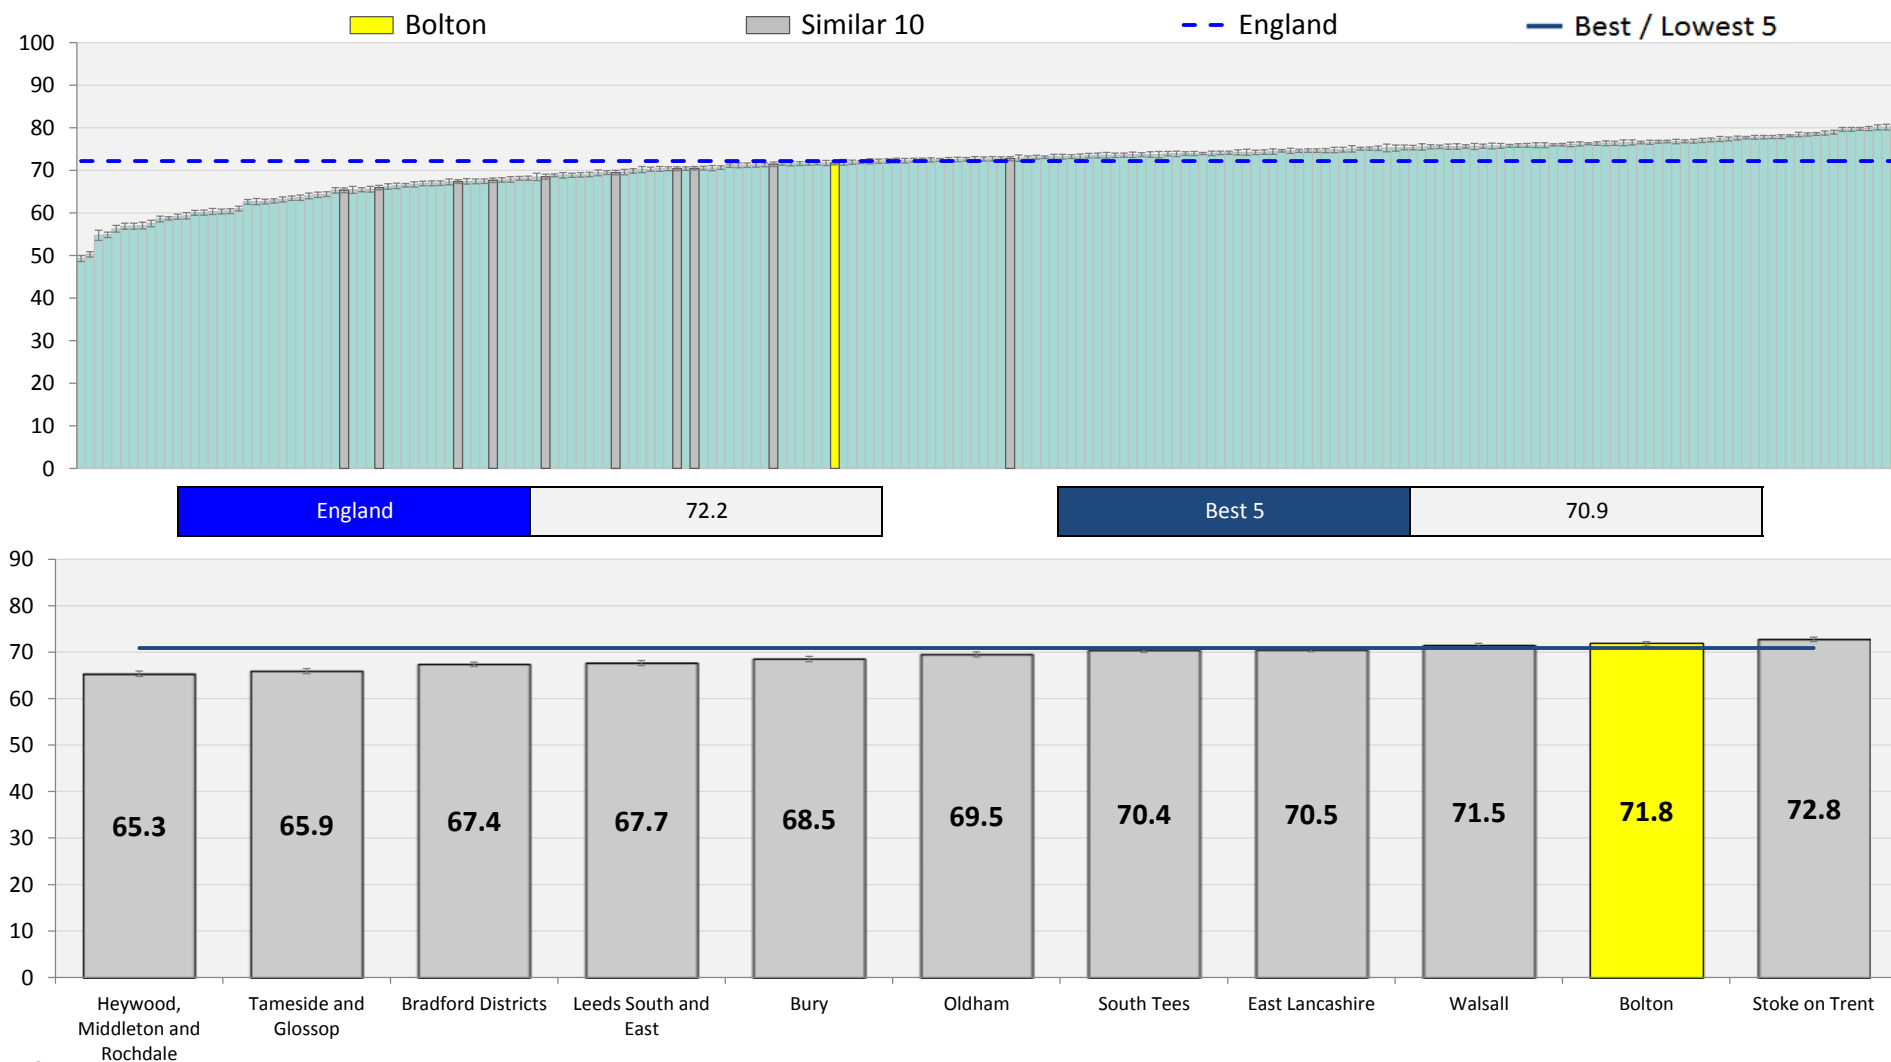 Bolton
Similar 10
England
Best / Lowest 5
100
90
80
70
60
50
40
30
20
10
0
England
72.2
Best 5
70.9
90
80
70
60
50
40
30
20
10
0
65.3
65.9
67.4
67.7
68.5
69.5
70.4
70.5
71.5
71.8
72.8
Heywood,
Middleton and
Rochdale
Tameside and
Glossop
Bradford Districts
Leeds South and
East
Bury
Oldham
South Tees
East Lancashire
Walsall
Bolton
Stoke on Trent